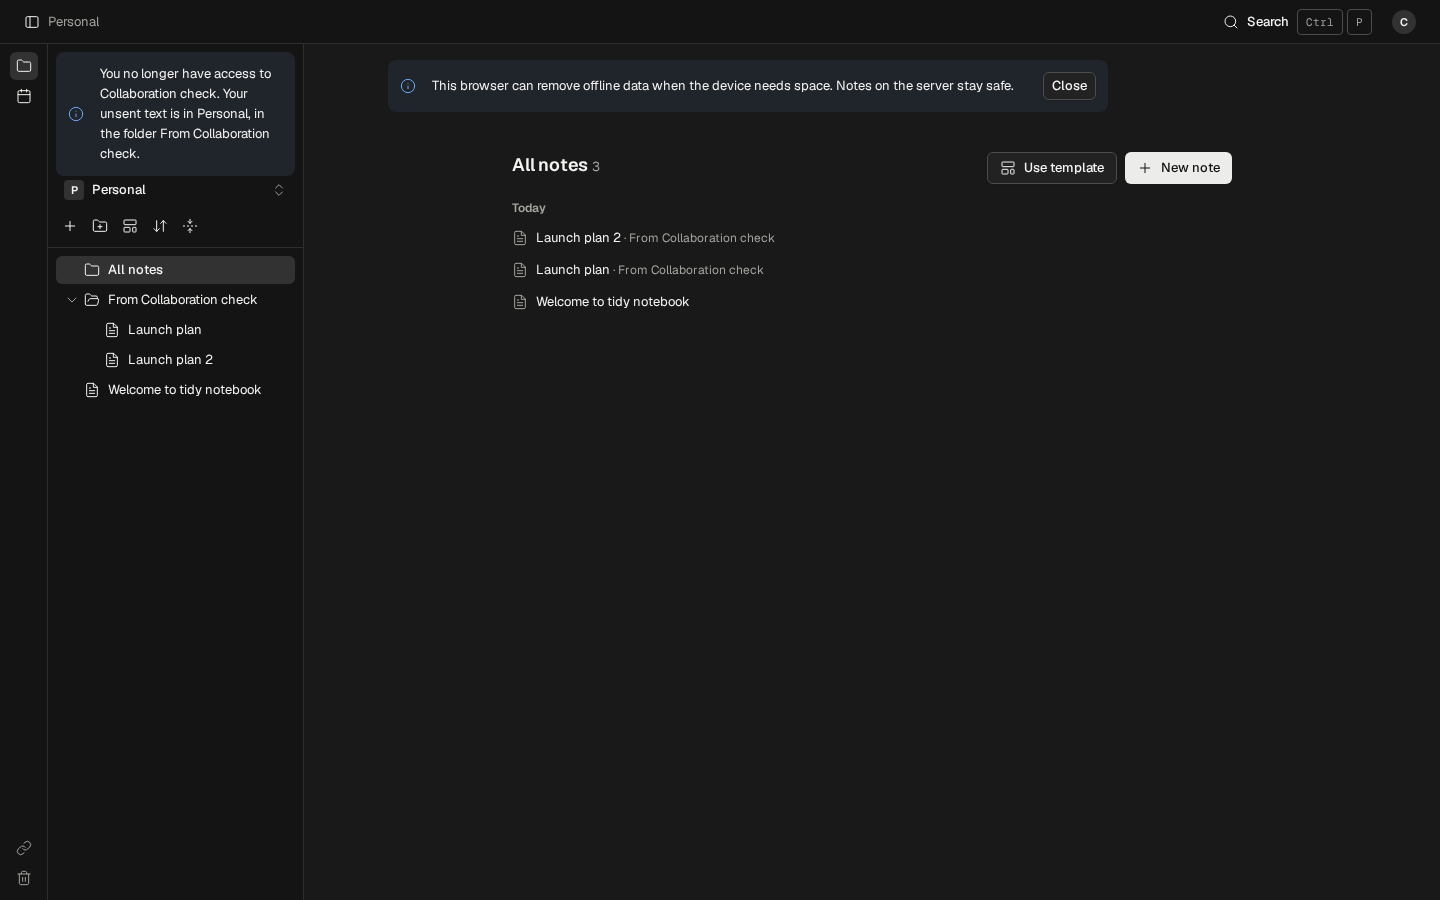 Personal
Search Ctrl P C
You no longer have access to
Collaboration check. Your
unsent text is in Personal, in
the folder From Collaboration
check.
P Personal
All notes
From Collaboration check
Launch plan
Launch plan 2
Welcome to tidy notebook
This browser can remove offline data when the device needs space. Notes on the server stay safe.
Close
All notes 3
Use template
New note
Today
Launch plan 2 · From Collaboration check
Launch plan · From Collaboration check
Welcome to tidy notebook